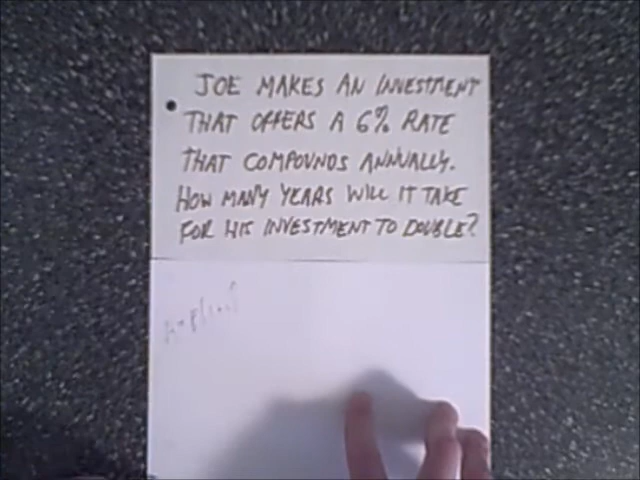 JOE MAKES AN INVESTMENT
THAT OFFERS A 6% RATE
THAT COMPOUNDS ANNUALLY.
HOW MANY YEARS WILL IT TAKE
FOR HIS INVESTMENT TO DOUBLE?